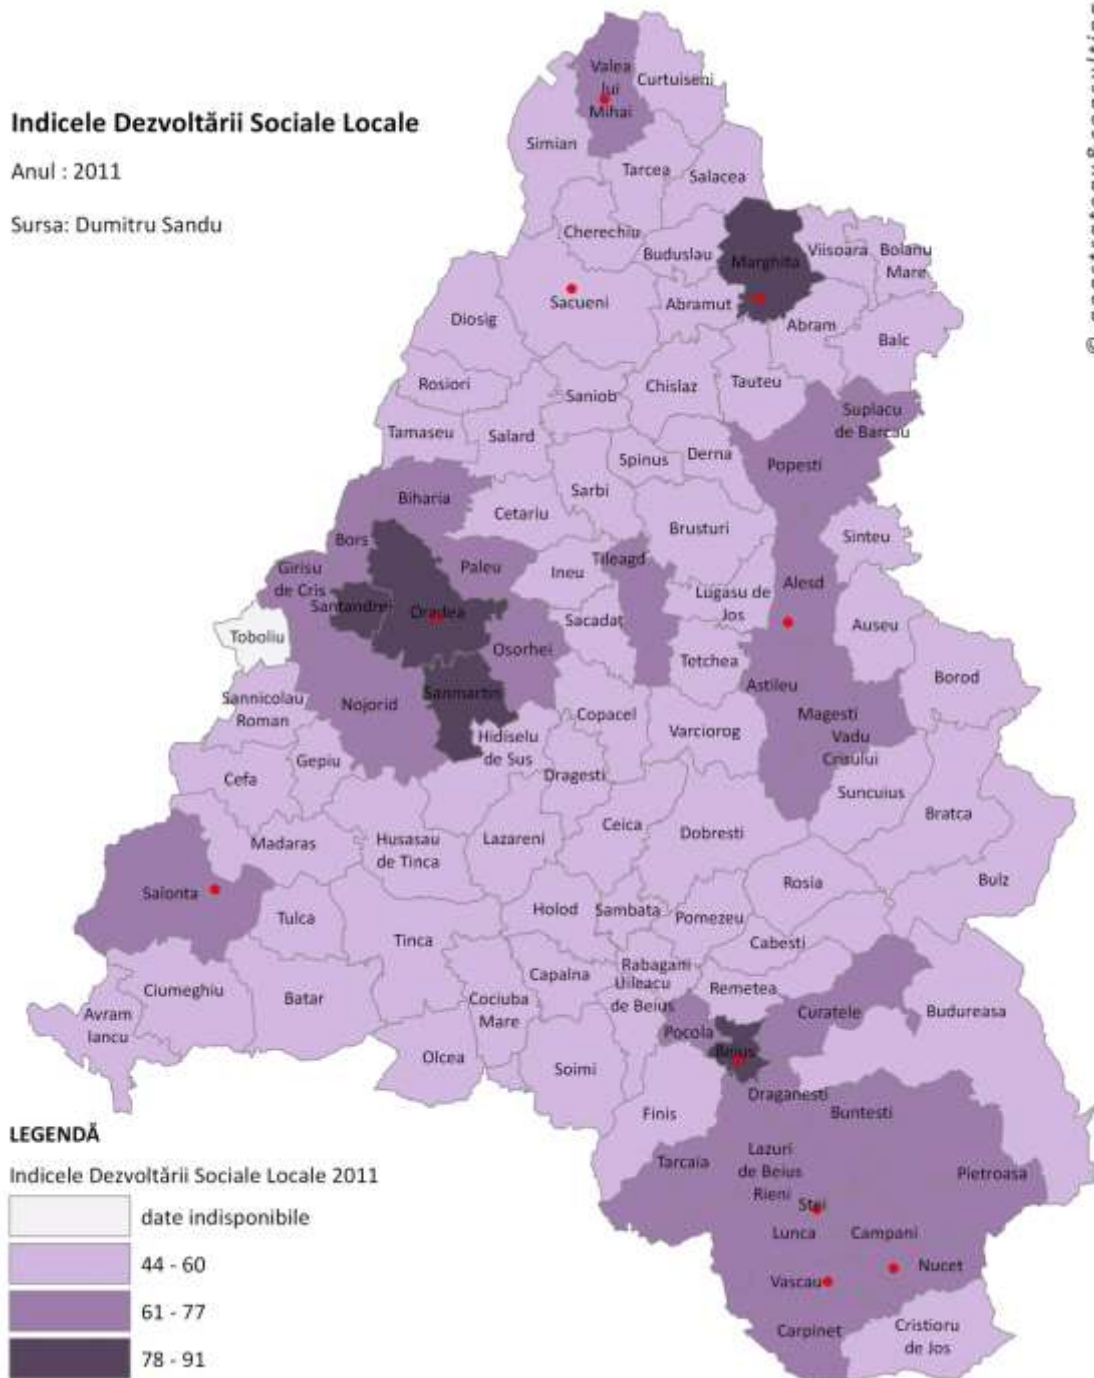 Indicele Dezvoltării Sociale Locale
Anul : 2011
Sursa: Dumitru Sandu
Valea
lui
Mihai
Curtuiseni
Simian
Tarcea
Salacea
Cherechiu
Buduslau
Marghita
Viisoara
Boianu
Mare
Sacueni
Abramut
Diosig
Abram
Balc
Rosiori
Saniob
Chislaz
Tauteu
Suplacu
de Barcau
Tamaseu
Salard
Spinus
Derna
Popesti
Biharia
Sarbi
Cetariu
Brusturi
Sinteu
Bors
Girisu
de Cris
Paleu
Ineu
Tileagd
Lugasu de
Jos
Alesd
Santandrei
Oradea
Sacadat
Auseu
Toboliu
Osorhei
Tetchea
Astileu
Borod
Sannicolau
Roman
Nojorid
Sanmartin
Copacel
Varciorog
Magesti
Vadu
Crisului
Hidiselu
de Sus
Gepiu
Cefa
Dragesti
Suncuius
Bratca
Madaras
Husasau
de Tinca
Lazareni
Ceica
Dobresti
Salonta
Rosia
Bulz
Tulca
Holod
Sambata
Pomezeu
Tinca
Cabesti
Ciumeghiu
Batar
Capalna
Rabagani
Uileacu
de Beius
Remetea
Cociuba
Mare
Curatele
Budureasa
Avram
Iancu
Pocola
Beius
Olcea
Soimi
Draganesti
Finis
Buntesti
Tarcaia
Lazuri
de Beius
Rieni
Pietroasa
Stei
Lunca
Campani
Nucet
Vascau
Carpinet
Cristioru
de Jos
LEGENDĂ
Indicele Dezvoltării Sociale Locale 2011
date indisponibile
44 - 60
61 - 77
78 - 91